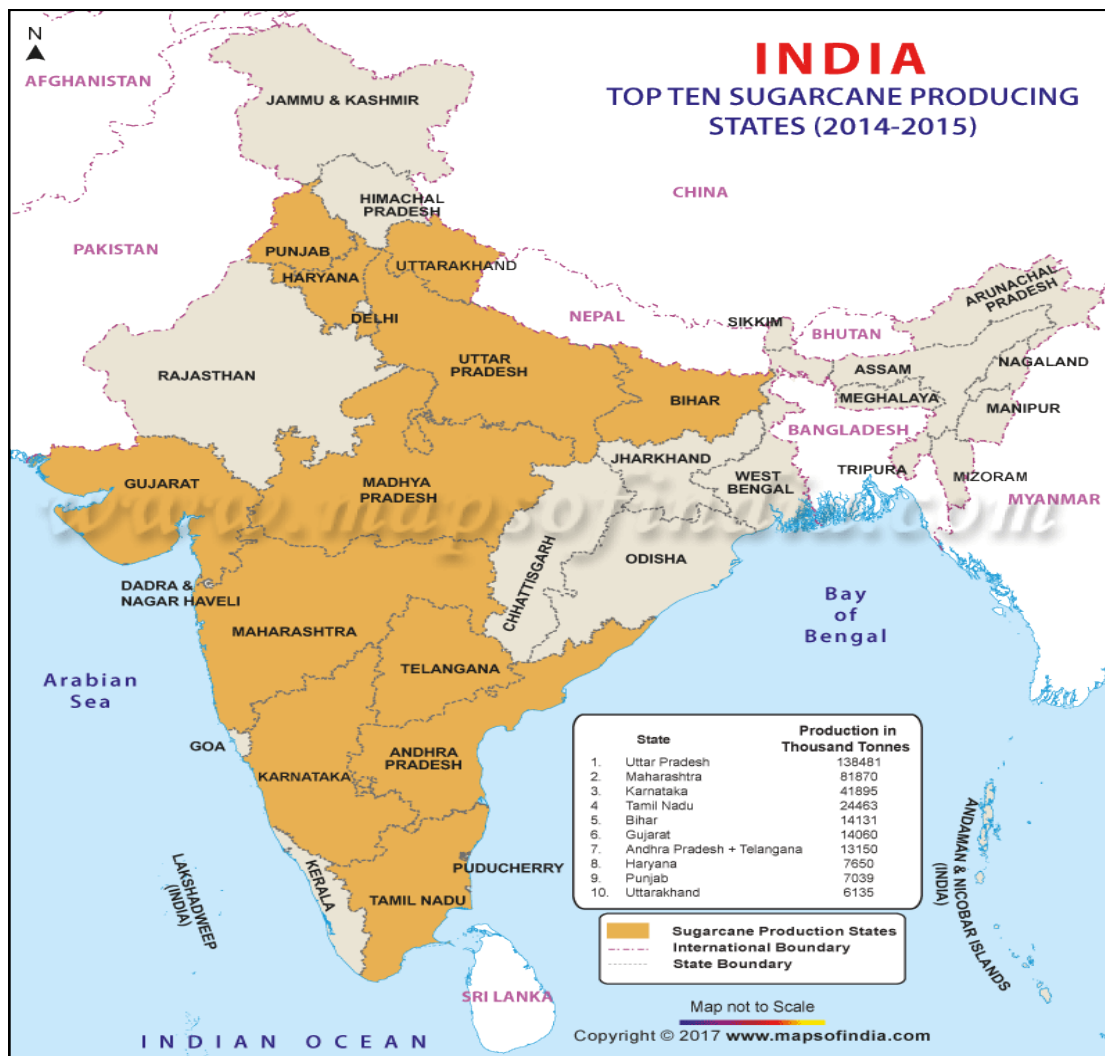 N
INDIA
TOP TEN SUGARCANE PRODUCING
STATES (2014-2015)
AFGHANISTAN
JAMMU & KASHMIR
CHINA
HIMACHAL
PRADESH
PAKISTAN
PUNJAB
UTTARAKHAND
HARYANA
DELHI
NEPAL
SIKKIM
BHUTAN
ARUNACHAL
PRADESH
RAJASTHAN
UTTAR
PRADESH
ASSAM
NAGALAND
BIHAR
MEGHALAYA
MANIPUR
BANGLADESH
JHARKHAND
GUJARAT
MADHYA
PRADESH
WEST
BENGAL
TRIPURA
MIZORAM
MYANMAR
www.mapsofindia.com
CHHATTISGARH
ODISHA
DADRA &
NAGAR HAVELI
MAHARASHTRA
Bay
of
Bengal
TELANGANA
Arabian
Sea
GOA
KARNATAKA
ANDHRA
PRADESH
State
Production in
Thousand Tonnes
1. Uttar Pradesh 138481
2. Maharashtra 81870
3. Karnataka 41895
4 Tamil Nadu 24463
5. Bihar 14131
6. Gujarat 14060
7. Andhra Pradesh + Telangana 13150
8. Haryana 7650
9. Punjab 7039
10. Uttarakhand 6135
PUDUCHERRY
KERALA
TAMIL NADU
LAKSHADWEEP
(INDIA)
ANDAMAN & NICOBAR ISLANDS
(INDIA)
Sugarcane Production States
International Boundary
State Boundary
SRI LANKA
Map not to Scale
INDIAN OCEAN
Copyright © 2017 www.mapsofindia.com